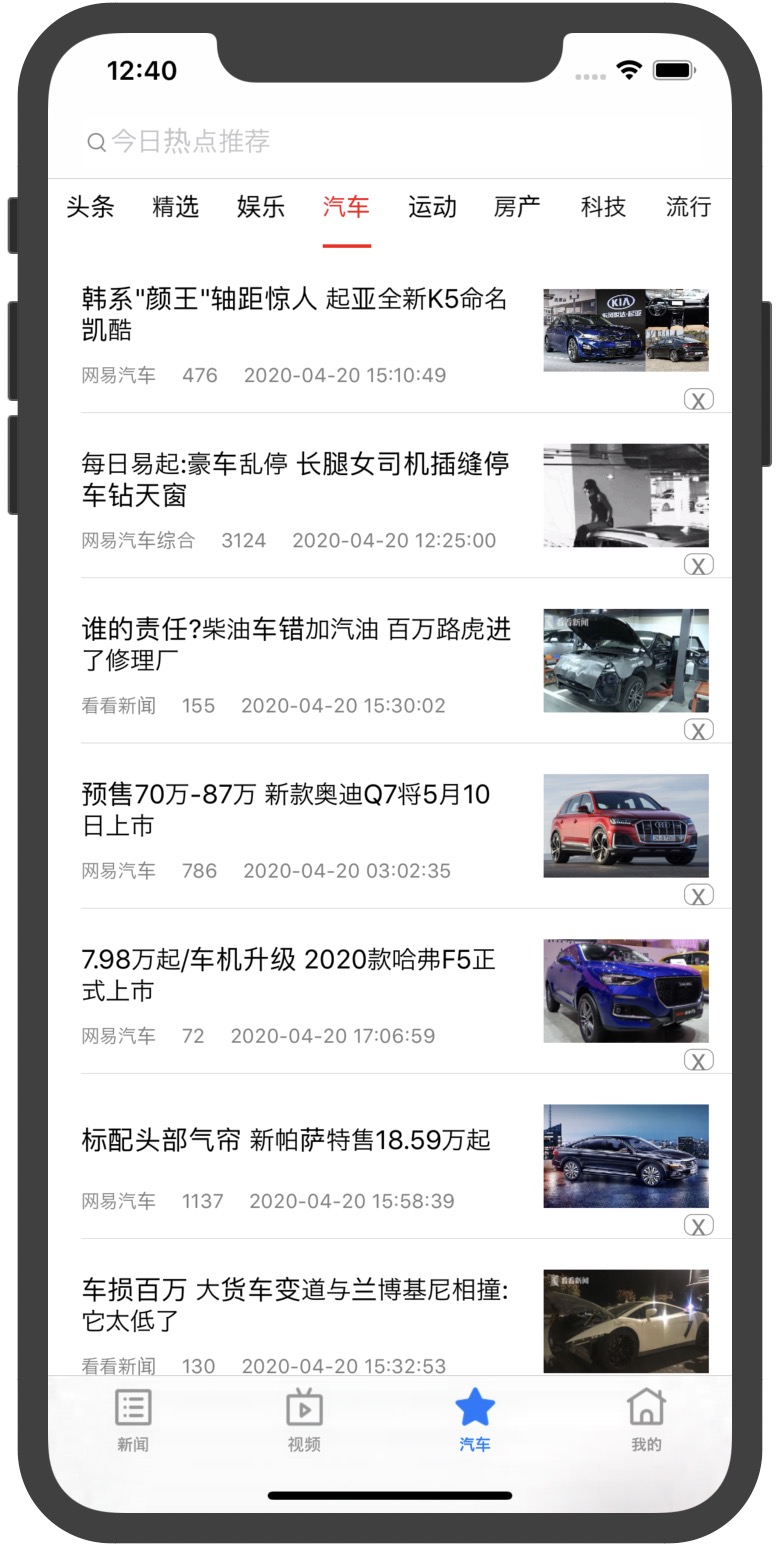 12:40
今日热点推荐
头条 精选 娱乐 汽车 运动 房产 科技 流行
韩系"颜王"轴距惊人 起亚全新K5命名
凯酷
网易汽车 476 2020-04-20 15:10:49
KIA
东风悦达·起亚
X
每日易起:豪车乱停 长腿女司机插缝停
车钻天窗
网易汽车综合 3124 2020-04-20 12:25:00
X
谁的责任?柴油车错加汽油 百万路虎进
了修理厂
看看新闻 155 2020-04-20 15:30:02
看看新闻
X
预售70万-87万 新款奥迪Q7将5月10
日上市
网易汽车 786 2020-04-20 03:02:35
X
7.98万起/车机升级 2020款哈弗F5正
式上市
网易汽车 72 2020-04-20 17:06:59
X
标配头部气帘 新帕萨特售18.59万起
网易汽车 1137 2020-04-20 15:58:39
X
车损百万 大货车变道与兰博基尼相撞:
它太低了
看看新闻 130 2020-04-20 15:32:53
看看新闻
新闻 视频 汽车 我的